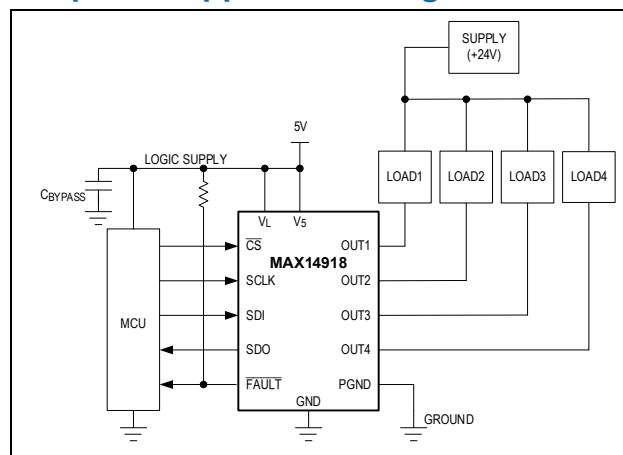 SUPPLY
(+24V)
5V
LOGIC SUPPLY
CBYPASS
LOAD1
LOAD2
LOAD3
LOAD4
VL
V5
MAX14918
CS
OUT1
SCLK
OUT2
MCU
SDI
OUT3
SDO
OUT4
FAULT
PGND
GND
GROUND